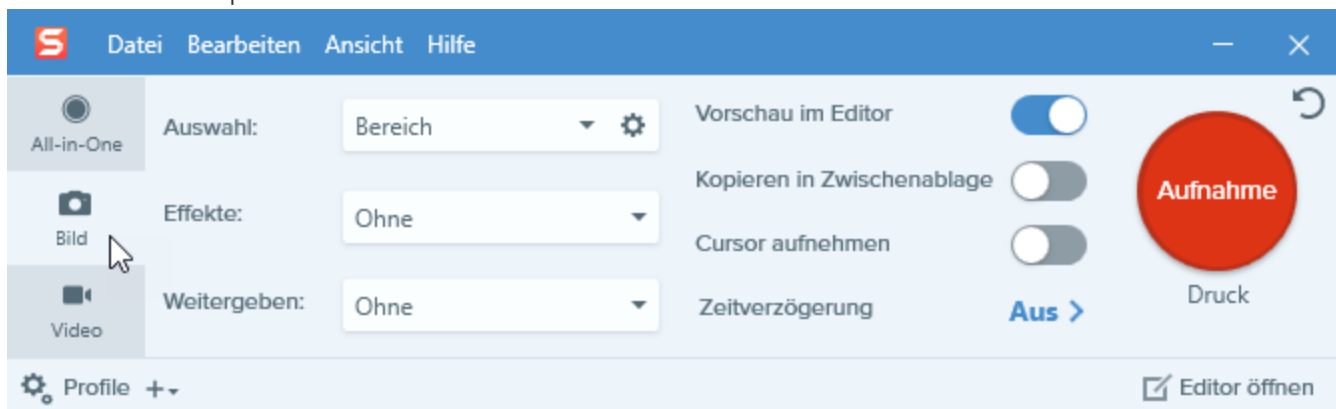 Datei Bearbeiten Ansicht Hilfe
All-in-One
Bild
Video
Auswahl: Bereich
Effekte: Ohne
Weitergeben: Ohne
Vorschau im Editor
Kopieren in Zwischenablage
Cursor aufnehmen
Zeitverzögerung Aus >
Aufnahme
Druck
Profile +
Editor öffnen